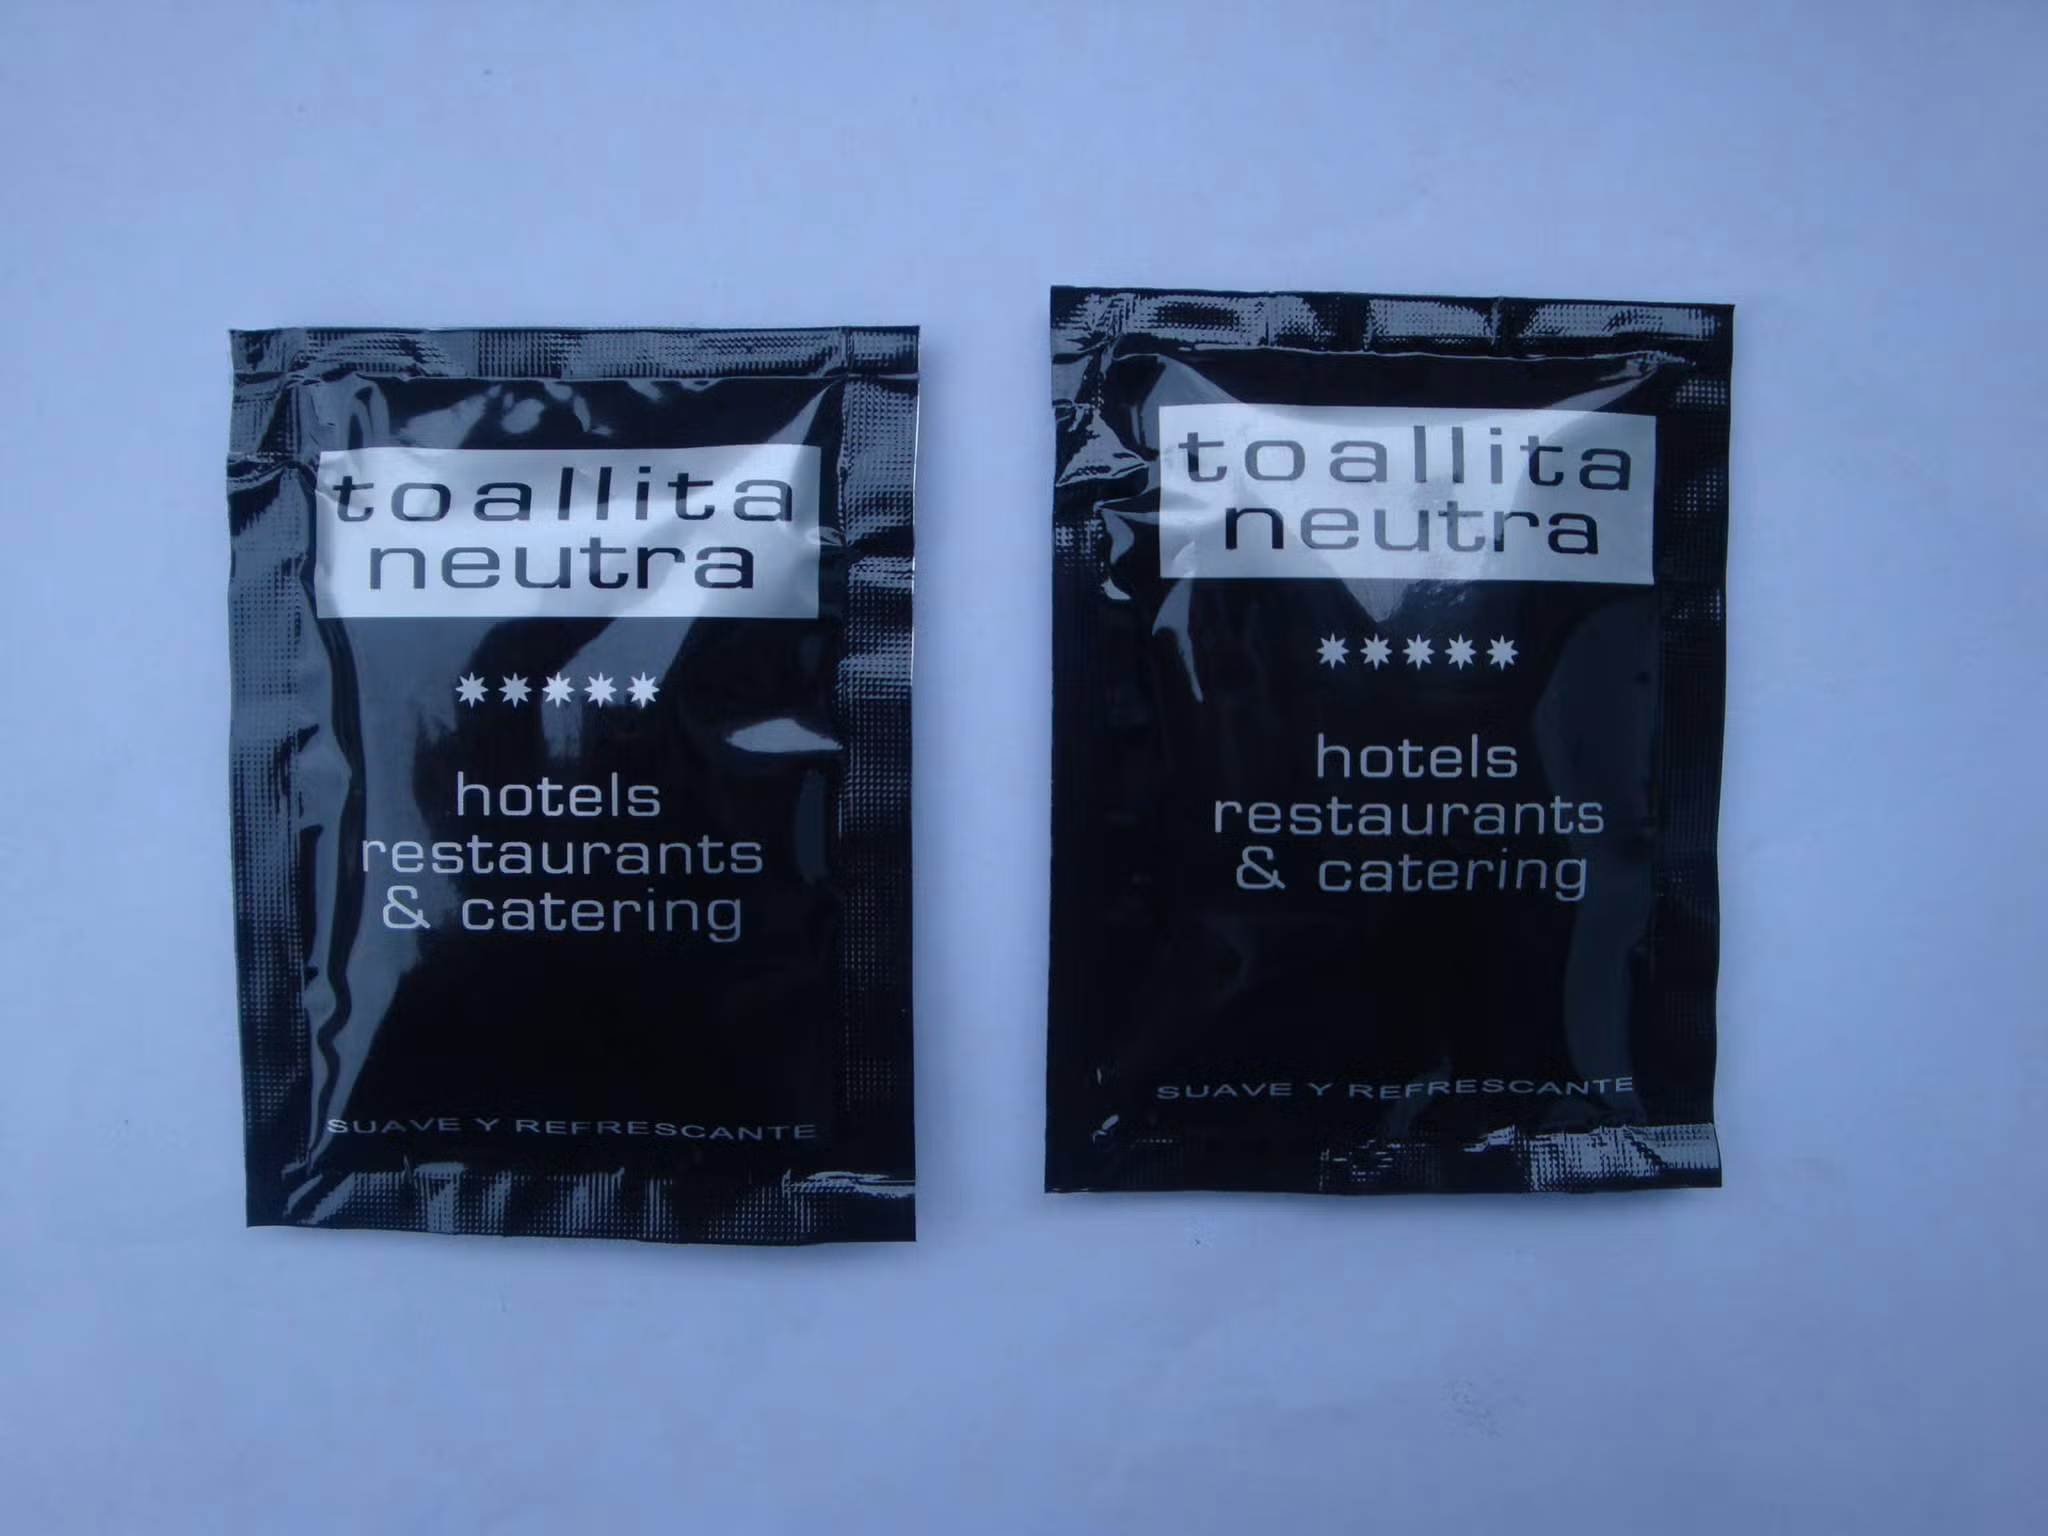 toallita
neutra
hotels
restaurants
& catering
SUAVE Y REFRESCANTE
toallita
neutra
hotels
restaurants
& catering
SUAVE Y REFRESCANTE